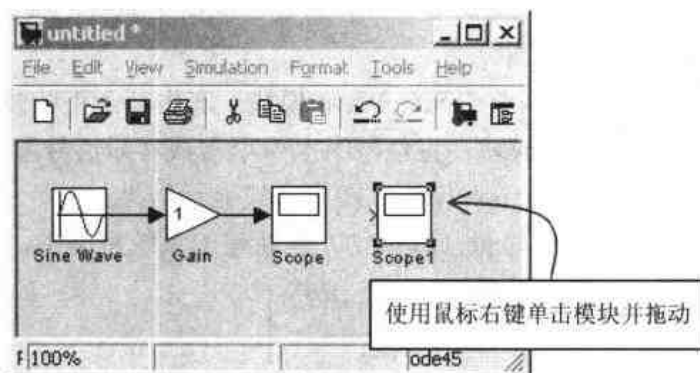 untitled *
File Edit View Simulation Format Tools Help
1
Sine Wave Gain Scope Scope1
使用鼠标右键单击模块并拖动
F 100% ode45